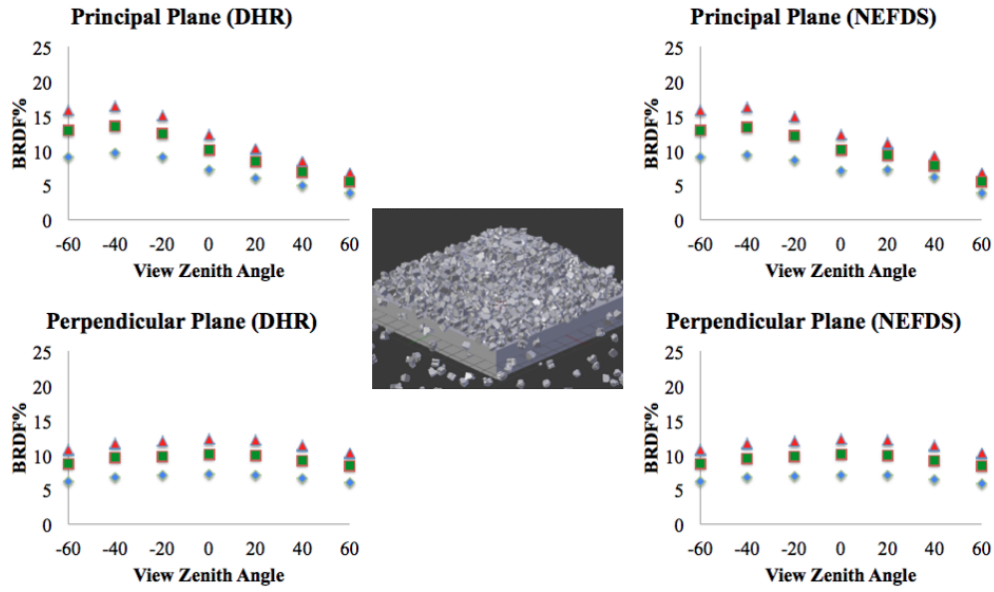 Principal Plane (DHR)
25
20
15
10
5
0
BRDF%
-60 -40 -20 0 20 40 60
View Zenith Angle
Principal Plane (NEFDS)
25
20
15
10
5
0
BRDF%
-60 -40 -20 0 20 40 60
View Zenith Angle
Perpendicular Plane (DHR)
25
20
15
10
5
0
BRDF%
-60 -40 -20 0 20 40 60
View Zenith Angle
Perpendicular Plane (NEFDS)
25
20
15
10
5
0
BRDF%
-60 -40 -20 0 20 40 60
View Zenith Angle